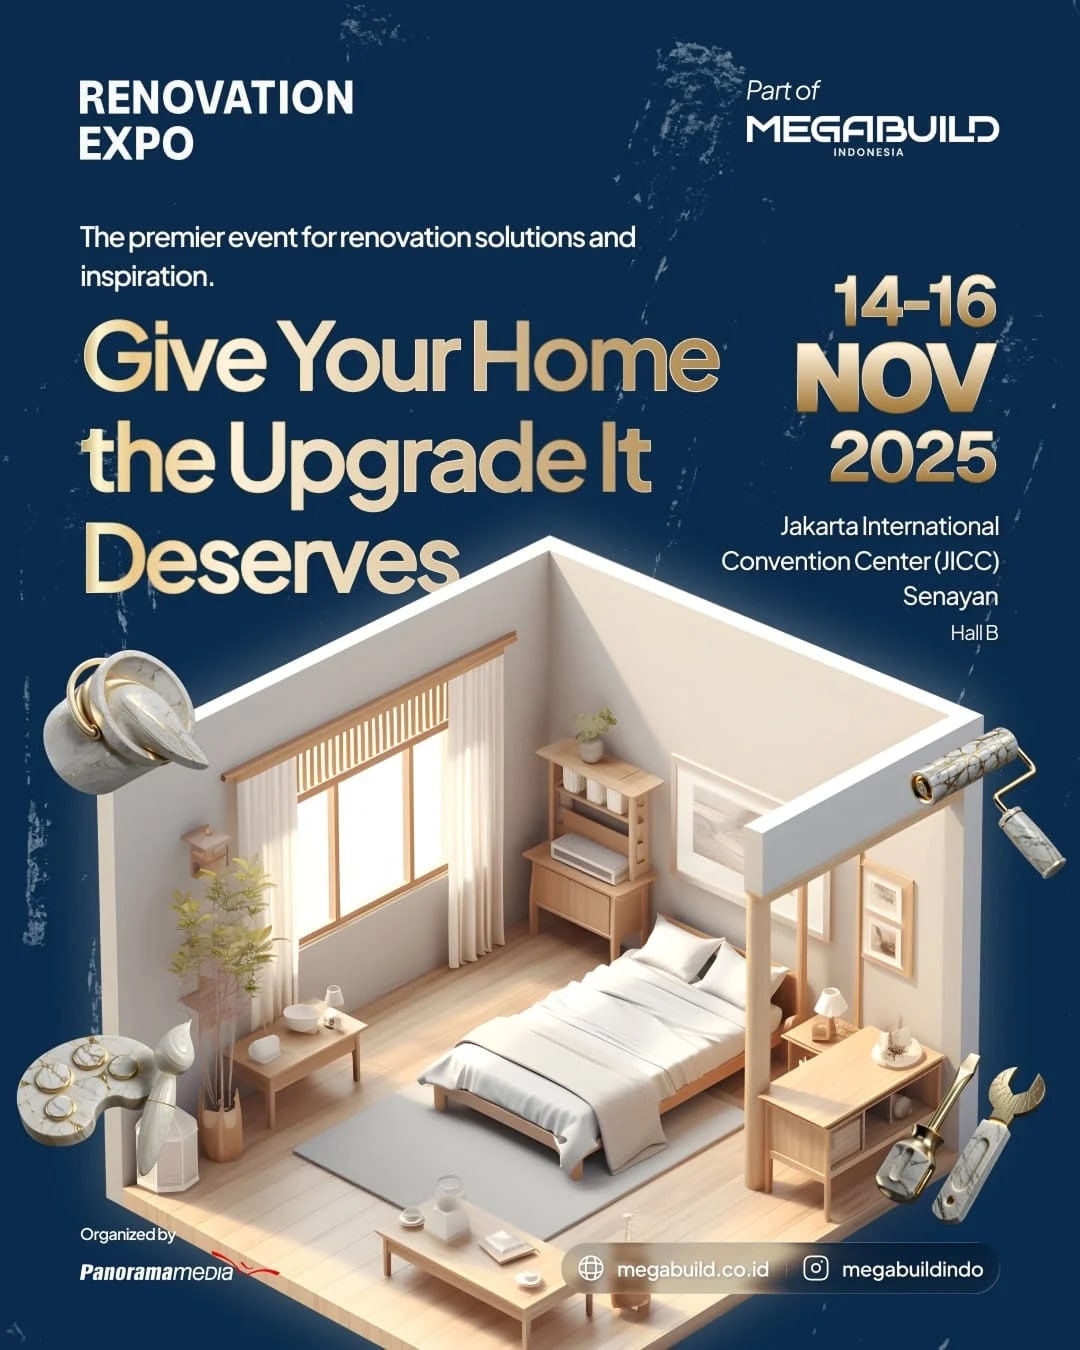 RENOVATION
EXPO
Part of
MEGABUILD
INDONESIA
The premier event for renovation solutions and
inspiration.
Give Your Home
the Upgrade It
Deserves
14-16
NOV
2025
Jakarta International
Convention Center (JICC)
Senayan
Hall B
Organized by
Panoramamedia
megabuild.co.id
megabuildindo